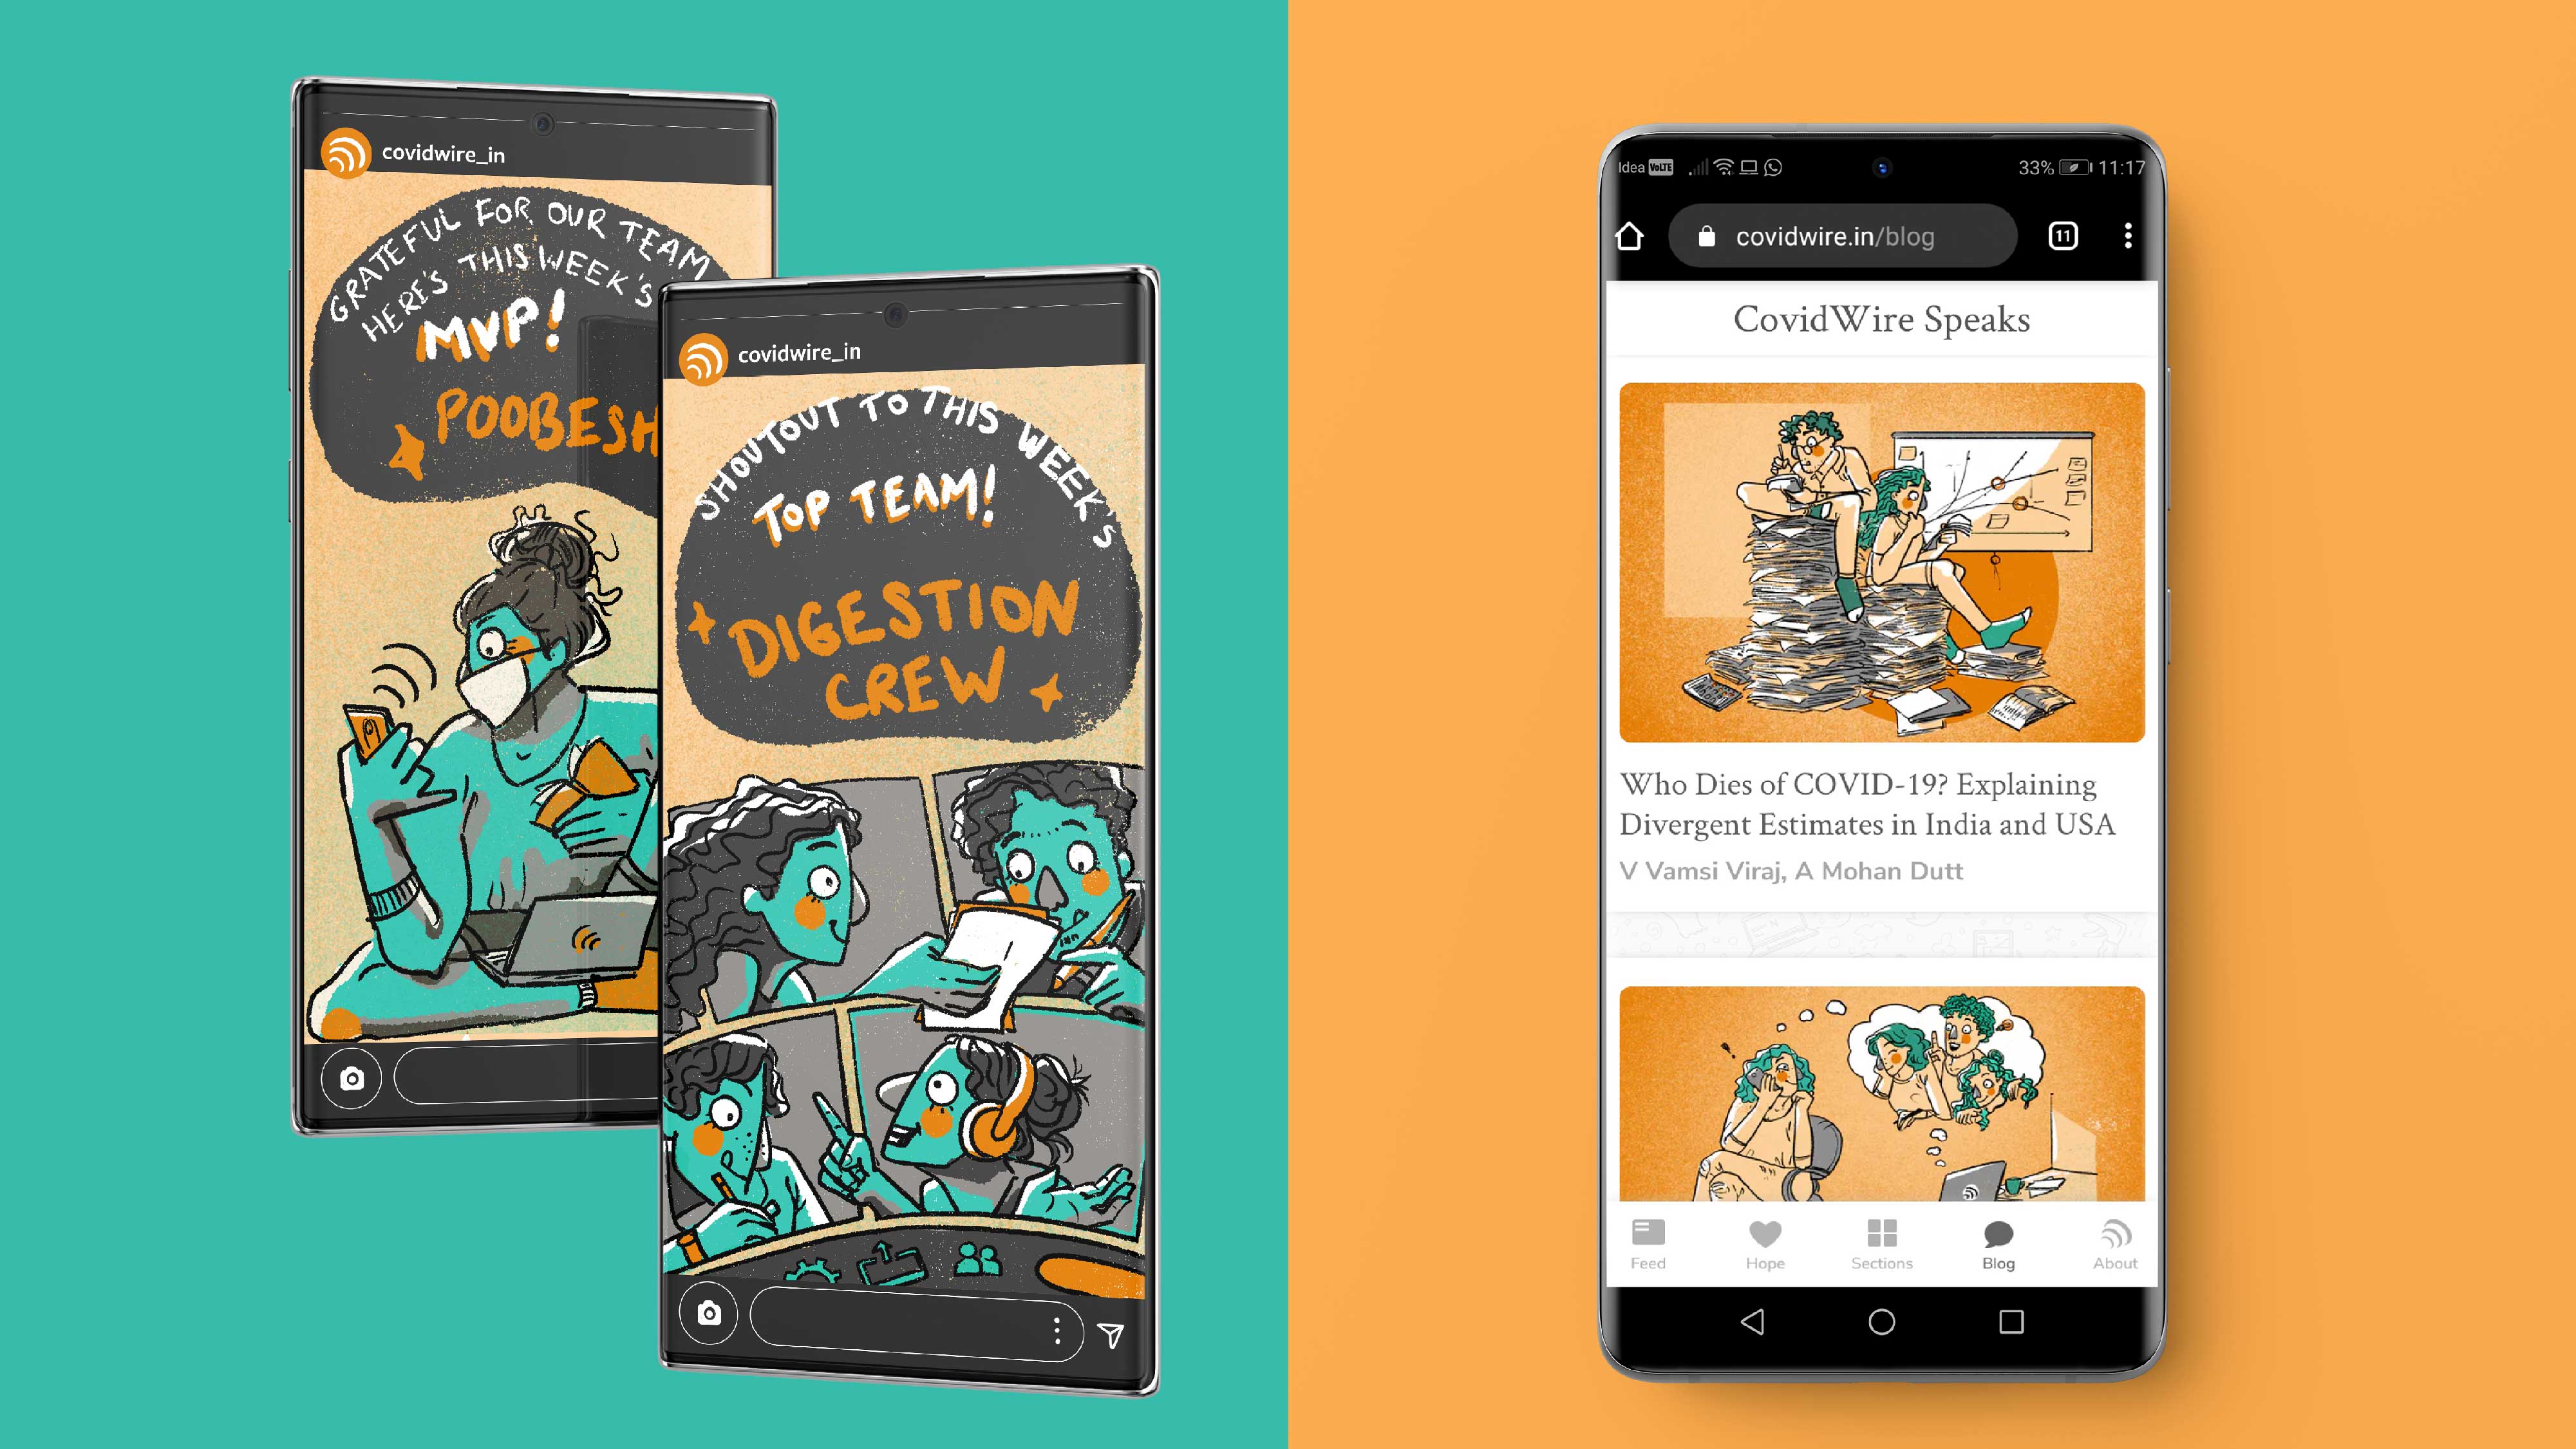 covidwire_in
GRATEFUL FOR OUR TEAM
HERE'S THIS WEEK'S
MVP!
POOBESH
covidwire_in
SHOUTOUT TO THIS WEEK'S
TOP TEAM!
DIGESTION
CREW
Idea VoLTE 33% 11:17
covidwire.in/blog 11
CovidWire Speaks
Who Dies of COVID-19? Explaining
Divergent Estimates in India and USA
V Vamsi Viraj, A Mohan Dutt
Feed Hope Sections Blog About